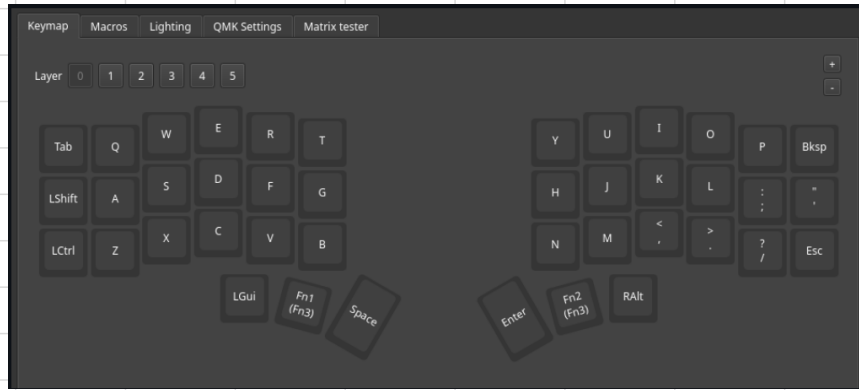 Keymap Macros Lighting QMK Settings Matrix tester
Layer 0 1 2 3 4 5
+
-
Tab Q W E R T Y U I O P Bksp
LShift A S D F G H J K L : ; " '
LCtrl Z X C V B N M < , > . ? / Esc
LGui Fn1 (Fn3) Space Enter Fn2 (Fn3) RAlt